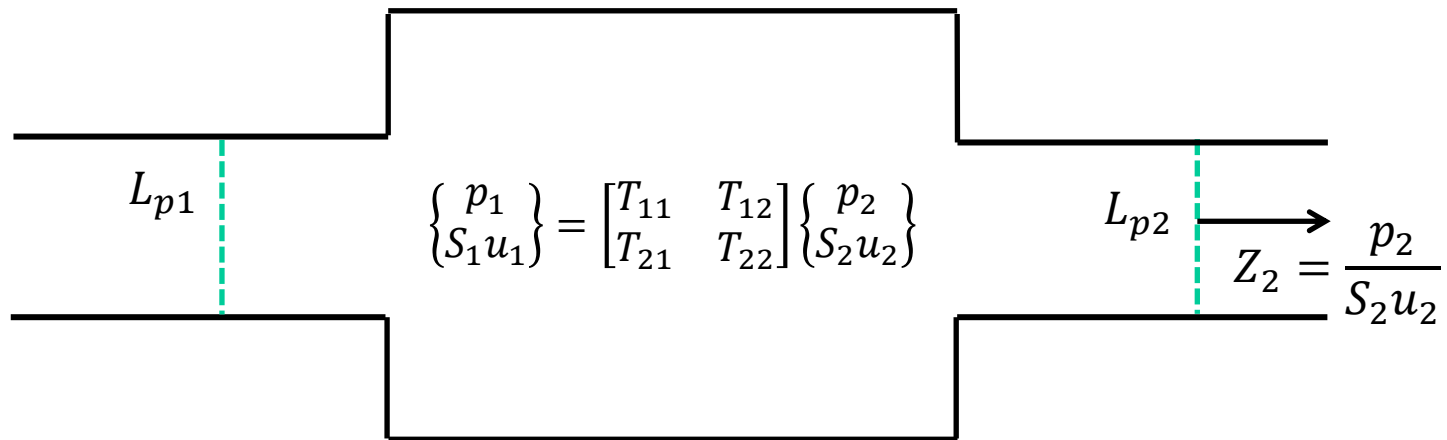 L_{p1}
{p_1 S_1u_1} = [T_{11} T_{12} T_{21} T_{22}] {p_2 S_2u_2}
L_{p2}
Z_2 = p_2 / S_2u_2